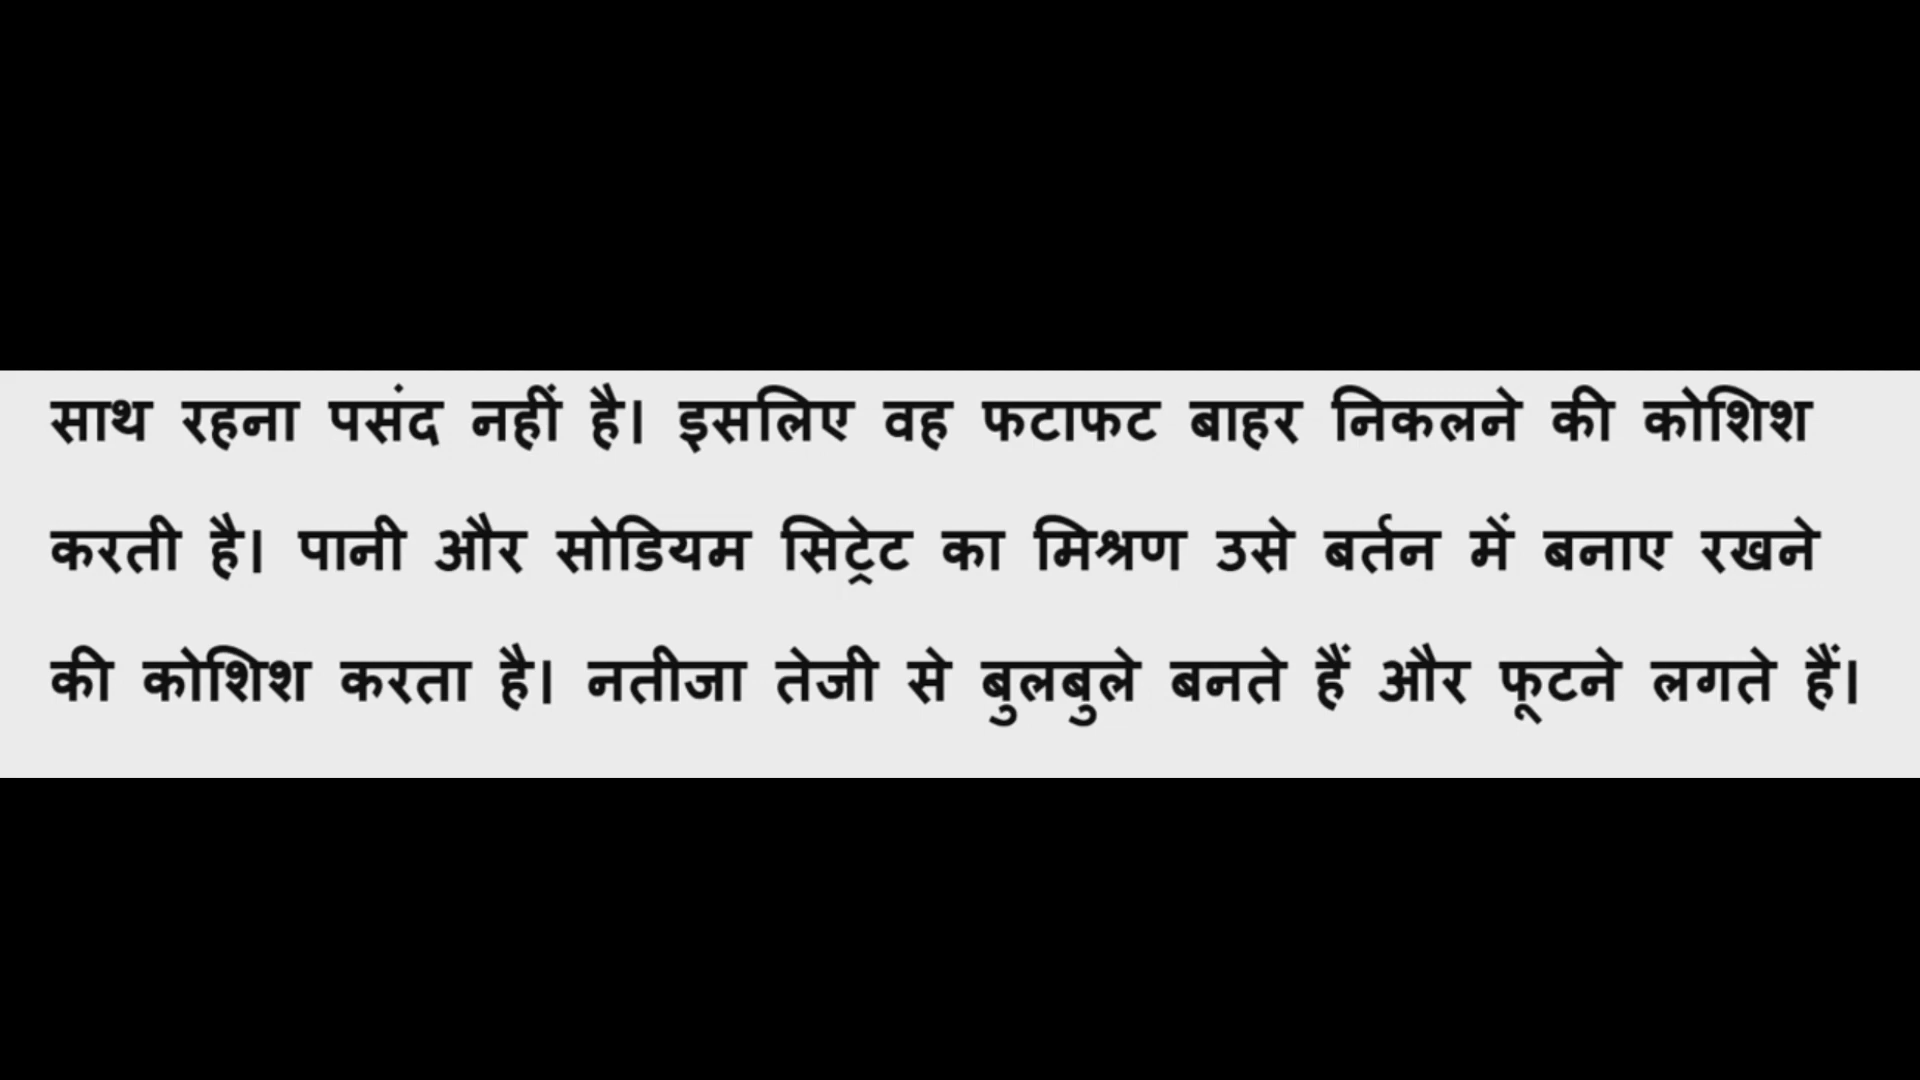 साथ रहना पसंद नहीं है। इसलिए वह फटाफट बाहर निकलने की कोशिश
करती है। पानी और सोडियम सिट्रेट का मिश्रण उसे बर्तन में बनाए रखने
की कोशिश करता है। नतीजा तेजी से बुलबुले बनते हैं और फूटने लगते हैं।